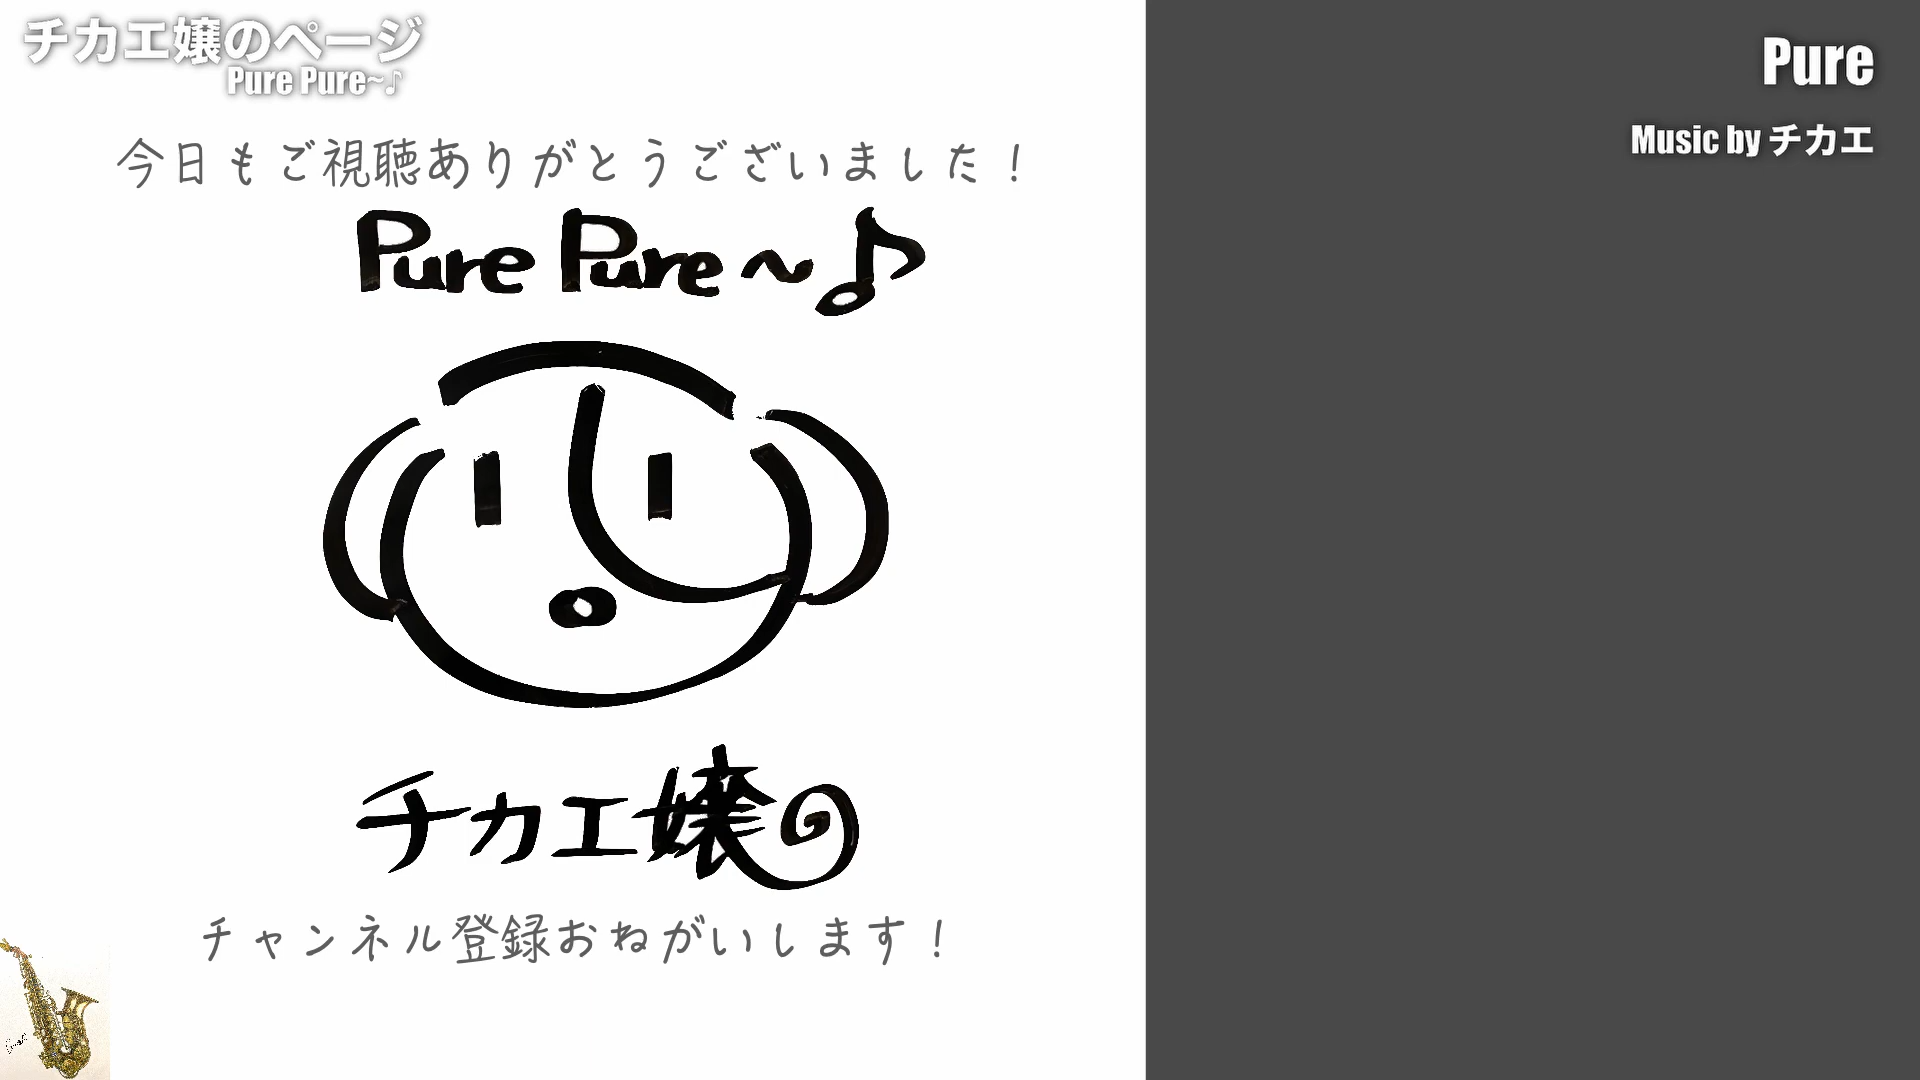 チカエ嬢のページ
Pure Pure~♪
Pure
Music by チカエ
今日もご視聴ありがとうございました！
Pure Pure～♪
チカエ嬢の
チャンネル登録おねがいします！